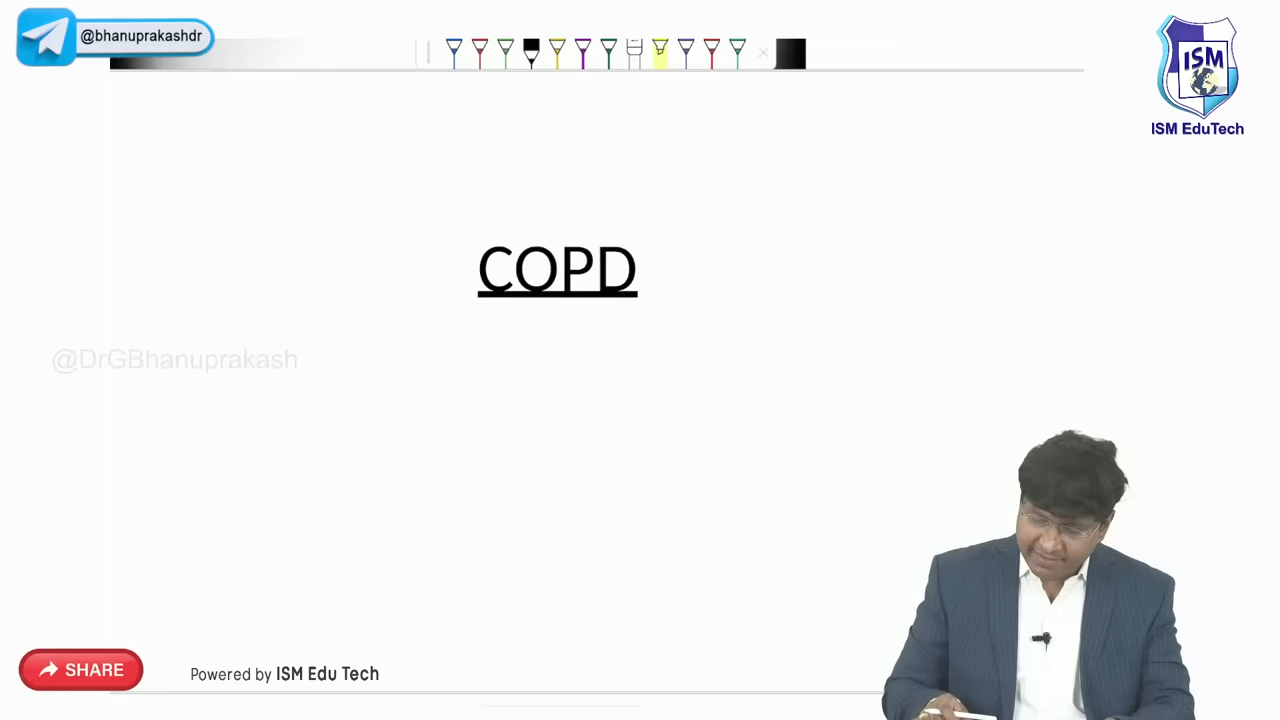 @bhanuprakashdr
ISM
ISM EduTech
COPD
@DrGBhanuprakash
SHARE
Powered by ISM Edu Tech